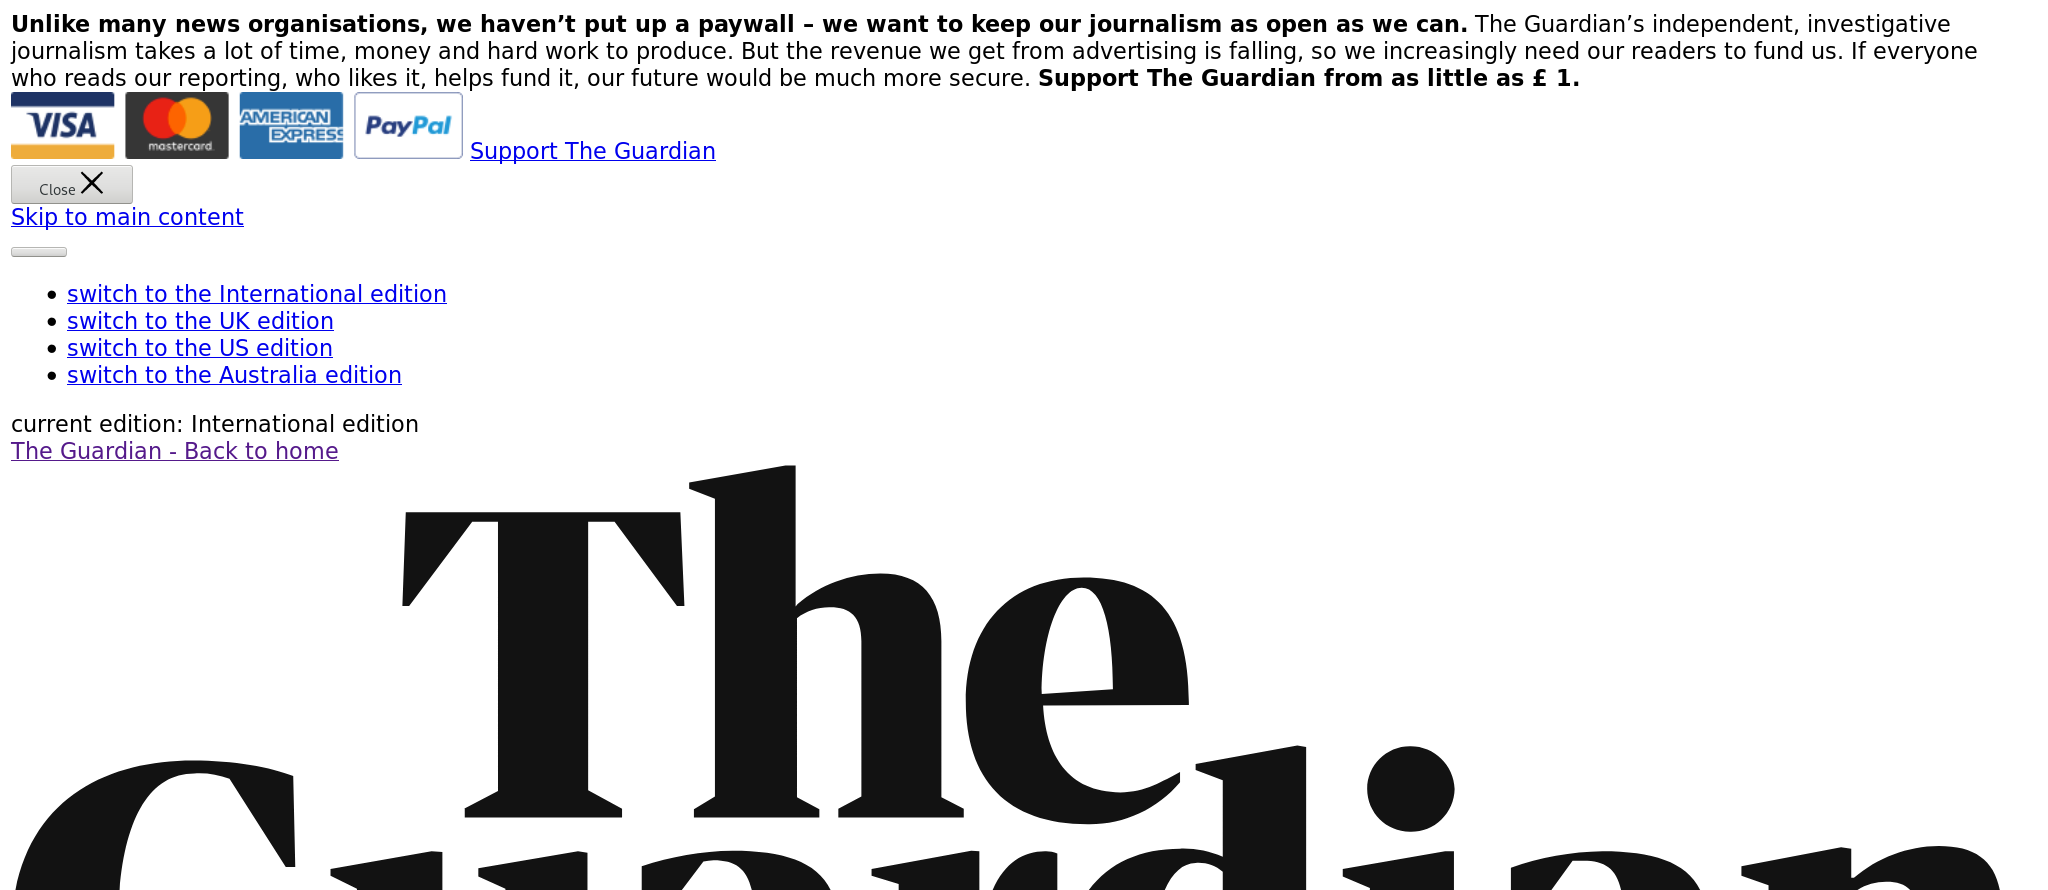 Unlike many news organisations, we haven’t put up a paywall – we want to keep our journalism as open as we can. The Guardian’s independent, investigative
journalism takes a lot of time, money and hard work to produce. But the revenue we get from advertising is falling, so we increasingly need our readers to fund us. If everyone
who reads our reporting, who likes it, helps fund it, our future would be much more secure. Support The Guardian from as little as £ 1.
VISA mastercard. AMERICAN EXPRESS PayPal Support The Guardian
Close
Skip to main content
switch to the International edition
switch to the UK edition
switch to the US edition
switch to the Australia edition
current edition: International edition
The Guardian - Back to home
The
Guardian